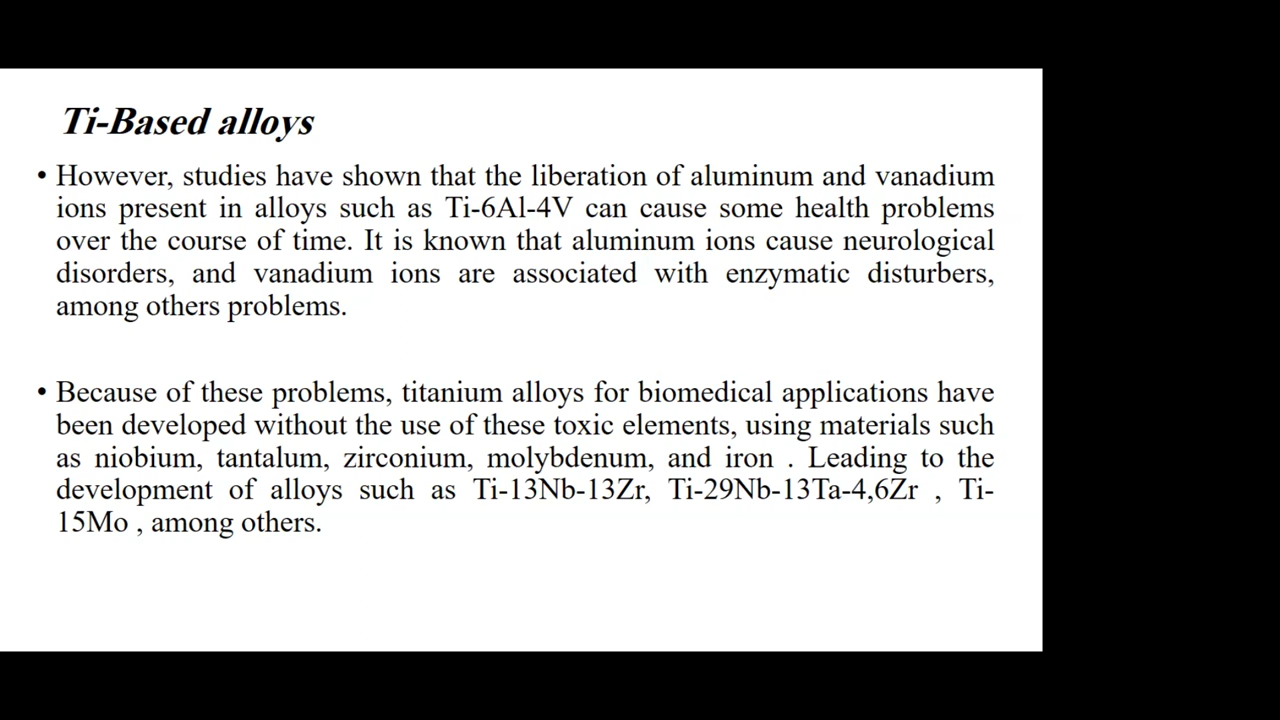 Ti-Based alloys
• However, studies have shown that the liberation of aluminum and vanadium
ions present in alloys such as Ti-6Al-4V can cause some health problems
over the course of time. It is known that aluminum ions cause neurological
disorders, and vanadium ions are associated with enzymatic disturbers,
among others problems.
• Because of these problems, titanium alloys for biomedical applications have
been developed without the use of these toxic elements, using materials such
as niobium, tantalum, zirconium, molybdenum, and iron . Leading to the
development of alloys such as Ti-13Nb-13Zr, Ti-29Nb-13Ta-4,6Zr , Ti-
15Mo , among others.